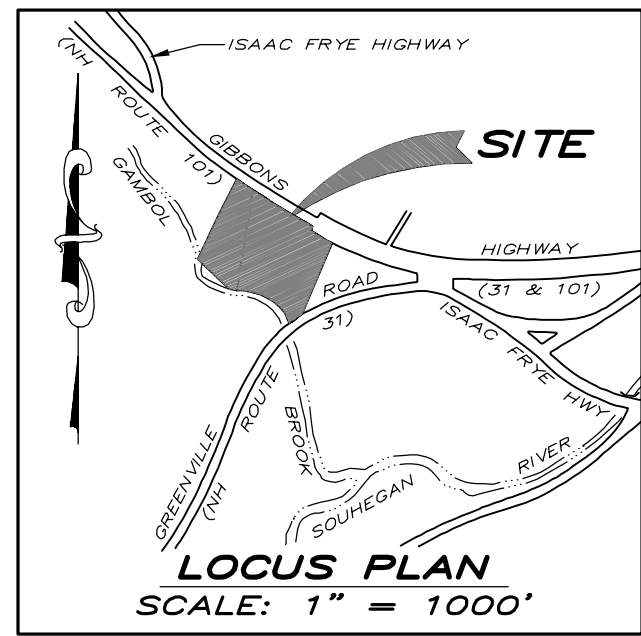 ISAAC FRYE HIGHWAY
(NH ROUTE 101)
GIBBONS
SITE
GAMBOL
HIGHWAY
(31 & 101)
ROAD
31)
ISAAC FRYE HWY
GREENVILLE
(NH ROUTE
BROOK
SOUHEGAN
RIVER
LOCUS PLAN
SCALE: 1" = 1000'